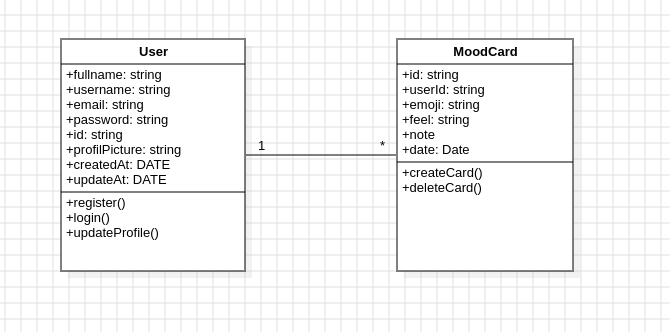 User
+fullname: string
+username: string
+email: string
+password: string
+id: string
+profilPicture: string
+createdAt: DATE
+updateAt: DATE
+register()
+login()
+updateProfile()
1
*
MoodCard
+id: string
+userId: string
+emoji: string
+feel: string
+note
+date: Date
+createCard()
+deleteCard()